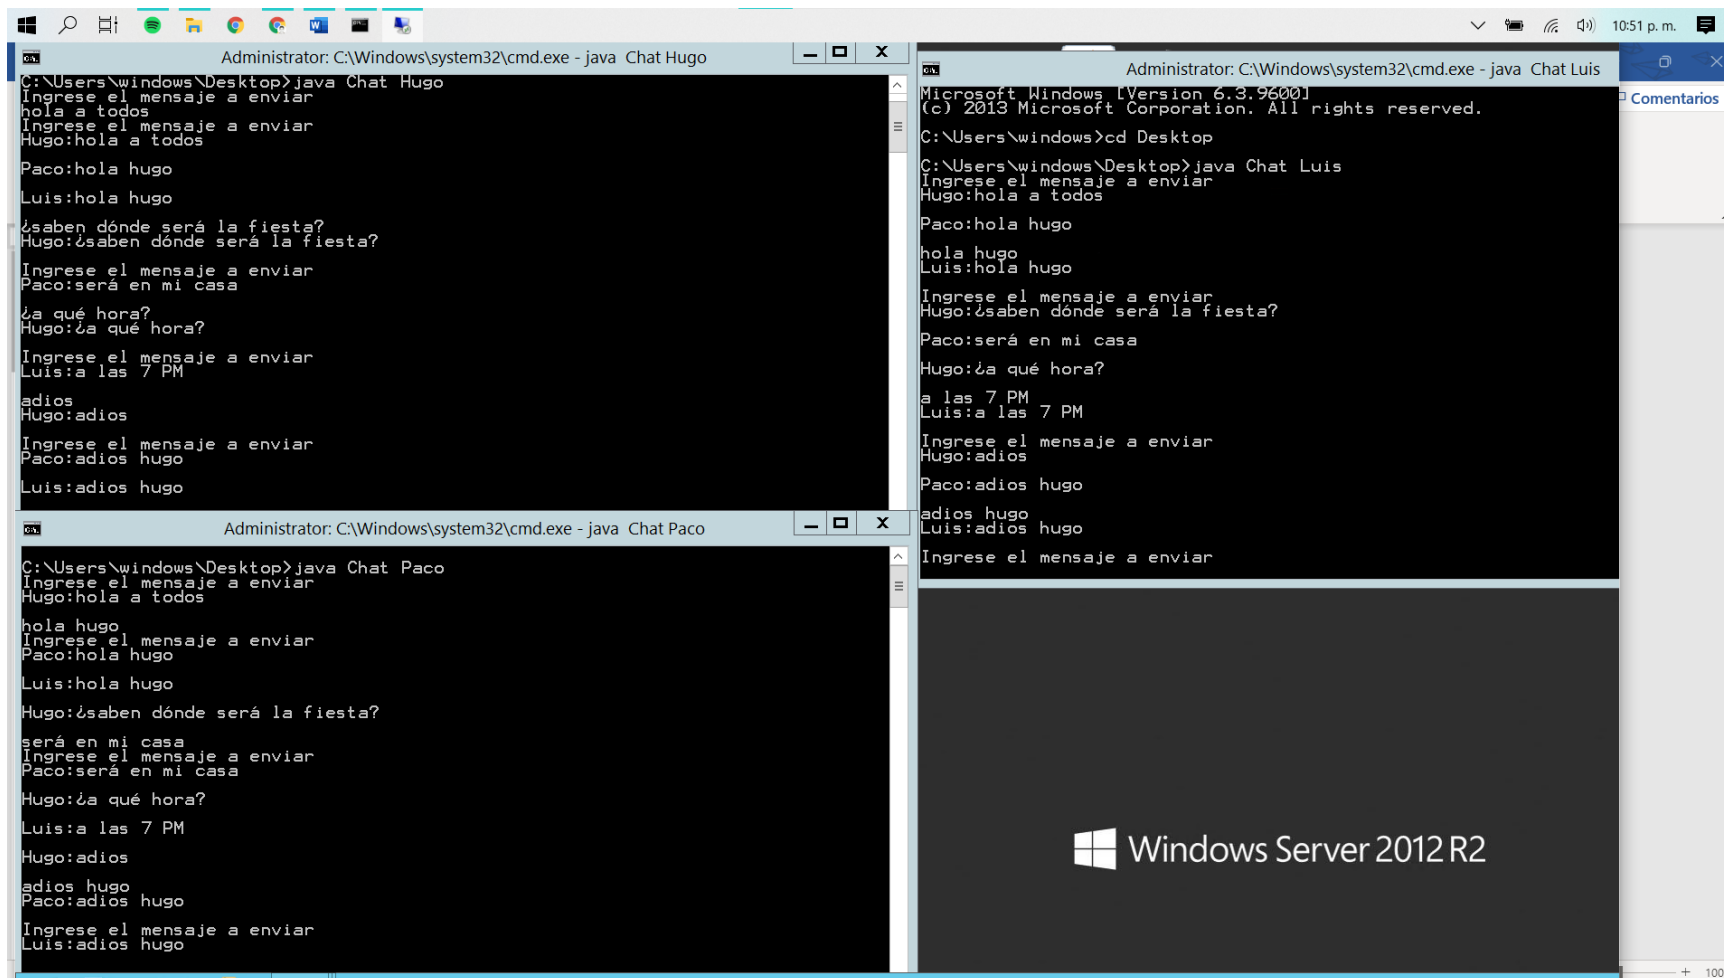 10:51 p. m.
Administrator: C:\Windows\system32\cmd.exe - java  Chat Hugo
C:\Users\windows\Desktop>java Chat Hugo
Ingrese el mensaje a enviar
hola a todos
Ingrese el mensaje a enviar
Hugo:hola a todos
Paco:hola hugo
Luis:hola hugo
¿saben dónde será la fiesta?
Hugo:¿saben dónde será la fiesta?
Ingrese el mensaje a enviar
Paco:será en mi casa
¿a qué hora?
Hugo:¿a qué hora?
Ingrese el mensaje a enviar
Luis:a las 7 PM
adios
Hugo:adios
Ingrese el mensaje a enviar
Paco:adios hugo
Luis:adios hugo
Administrator: C:\Windows\system32\cmd.exe - java  Chat Paco
C:\Users\windows\Desktop>java Chat Paco
Ingrese el mensaje a enviar
Hugo:hola a todos
hola hugo
Ingrese el mensaje a enviar
Paco:hola hugo
Luis:hola hugo
Hugo:¿saben dónde será la fiesta?
será en mi casa
Ingrese el mensaje a enviar
Paco:será en mi casa
Hugo:¿a qué hora?
Luis:a las 7 PM
Hugo:adios
adios hugo
Paco:adios hugo
Ingrese el mensaje a enviar
Luis:adios hugo
Administrator: C:\Windows\system32\cmd.exe - java  Chat Luis
Microsoft Windows [Version 6.3.9600]
(c) 2013 Microsoft Corporation. All rights reserved.
C:\Users\windows>cd Desktop
C:\Users\windows\Desktop>java Chat Luis
Ingrese el mensaje a enviar
Hugo:hola a todos
Paco:hola hugo
hola hugo
Luis:hola hugo
Ingrese el mensaje a enviar
Hugo:¿saben dónde será la fiesta?
Paco:será en mi casa
Hugo:¿a qué hora?
a las 7 PM
Luis:a las 7 PM
Ingrese el mensaje a enviar
Hugo:adios
Paco:adios hugo
adios hugo
Luis:adios hugo
Ingrese el mensaje a enviar
Comentarios
Windows Server 2012 R2
100